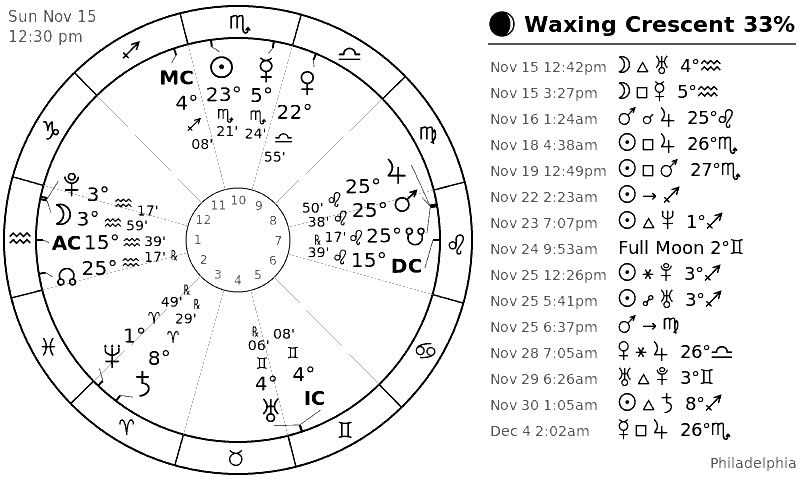 Sun Nov 15
12:30 pm
Waxing Crescent 33%
♏
♐
♎
♑
♍
♒
♌
♓
♋
♈
♊
♉
MC
4°
♐
08'
☉
23°
♏
21'
☿
5°
♏
24'
♀
22°
♎
55'
♇ 3° ♒ 17'
☽ 3° ♒ 59'
AC 15° ♒ 39'
☊ 25° ♒ 17' ℞
50' ♌ 25° ♃
38' ♌ 25° ♂
℞ 17' ♌ 25° ☋
39' ♌ 15° DC
♆ 1° ♈ 49' ℞
♄ 8° ♈ 29' ℞
℞
06'
♊
4°
♅
08'
♊
4°
IC
1 2 3 4 5 6 7 8 9 10 11 12
Nov 15 12:42pm ☽ △ ♅ 4°♒
Nov 15 3:27pm ☽ □ ☿ 5°♒
Nov 16 1:24am ♂ ☌ ♃ 25°♌
Nov 18 4:38am ☉ □ ♃ 26°♏
Nov 19 12:49pm ☉ □ ♂ 27°♏
Nov 22 2:23am ☉ → ♐
Nov 23 7:07pm ☉ △ ♆ 1°♐
Nov 24 9:53am Full Moon 2°♊
Nov 25 12:26pm ☉ ⚹ ♇ 3°♐
Nov 25 5:41pm ☉ ☍ ♅ 3°♐
Nov 25 6:37pm ♂ → ♍
Nov 28 7:05am ♀ ⚹ ♃ 26°♎
Nov 29 6:26am ♅ △ ♇ 3°♊
Nov 30 1:05am ☉ △ ♄ 8°♐
Dec 4 2:02am ☿ □ ♃ 26°♏
Philadelphia